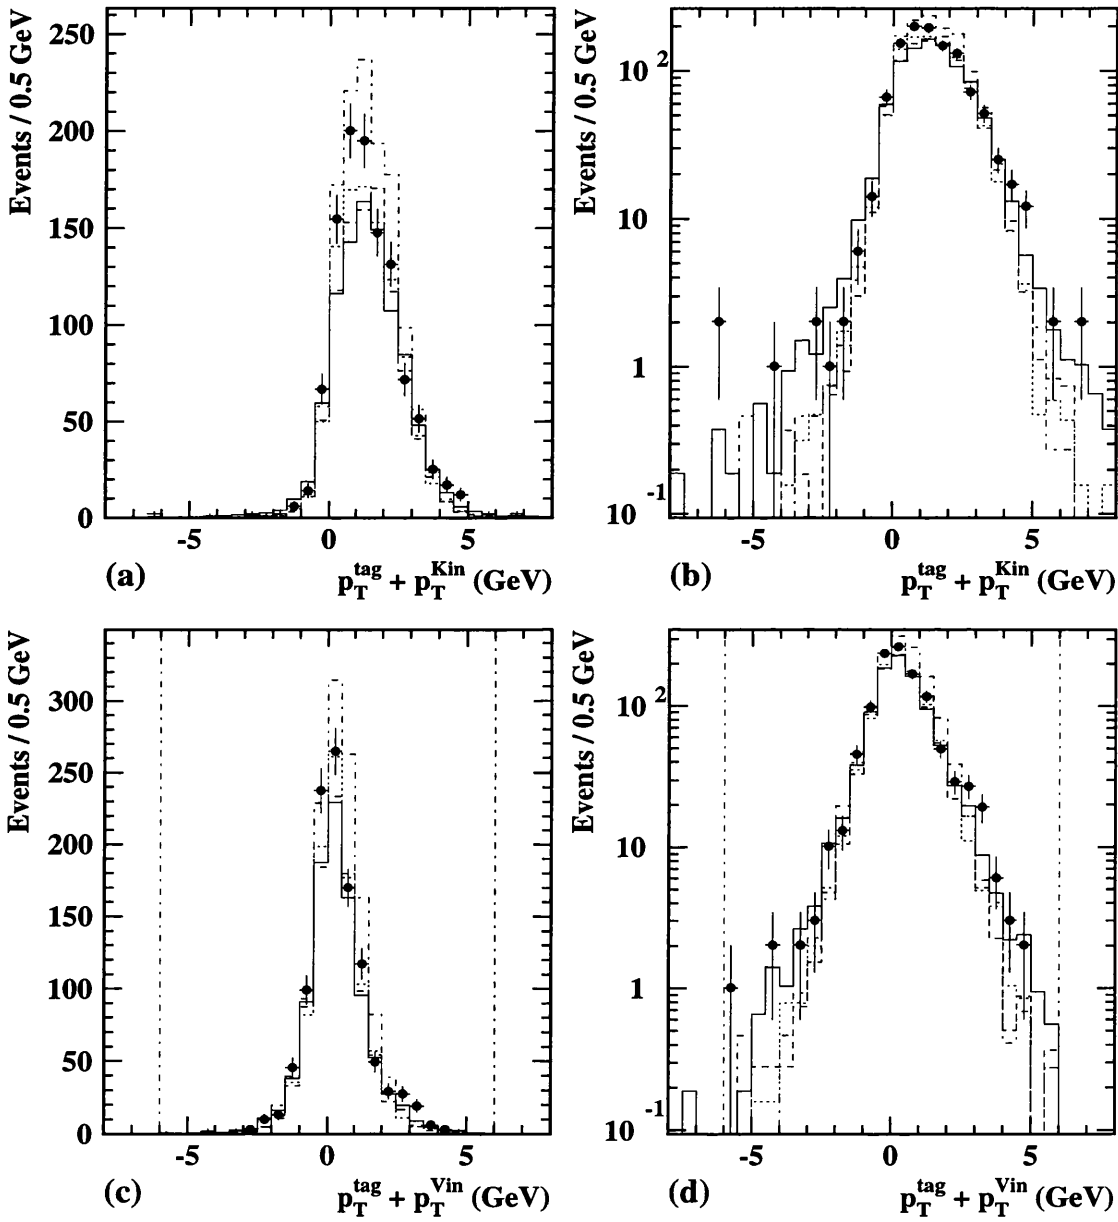 Events / 0.5 GeV
250
200
150
100
50
0
-5 0 5
(a) p_T^tag + p_T^Kin (GeV)
Events / 0.5 GeV
10^2
10
1
10^-1
-5 0 5
(b) p_T^tag + p_T^Kin (GeV)
Events / 0.5 GeV
300
250
200
150
100
50
0
-5 0 5
(c) p_T^tag + p_T^Vin (GeV)
Events / 0.5 GeV
10^2
10
1
10^-1
-5 0 5
(d) p_T^tag + p_T^Vin (GeV)